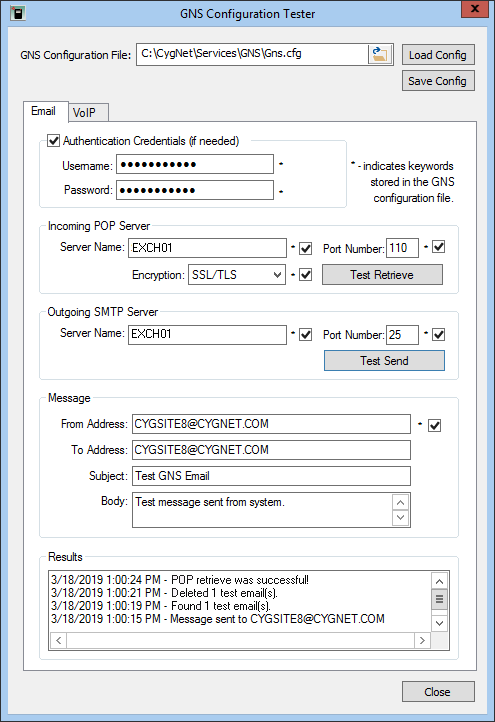 GNS Configuration Tester
GNS Configuration File: C:\CygNet\Services\GNS\Gns.cfg Load Config
Save Config
Email VoIP
Authentication Credentials (if needed)
Username: ●●●●●●●●●●● *
Password: ●●●●●●●●●●● *
* - indicates keywords
stored in the GNS
configuration file.
Incoming POP Server
Server Name: EXCH01 * Port Number: 110 *
Encryption: SSL/TLS * Test Retrieve
Outgoing SMTP Server
Server Name: EXCH01 * Port Number: 25 *
Test Send
Message
From Address: CYGSITE8@CYGNET.COM *
To Address: CYGSITE8@CYGNET.COM
Subject: Test GNS Email
Body: Test message sent from system.
Results
3/18/2019 1:00:24 PM - POP retrieve was successful!
3/18/2019 1:00:21 PM - Deleted 1 test email(s).
3/18/2019 1:00:19 PM - Found 1 test email(s).
3/18/2019 1:00:15 PM - Message sent to CYGSITE8@CYGNET.COM
Close